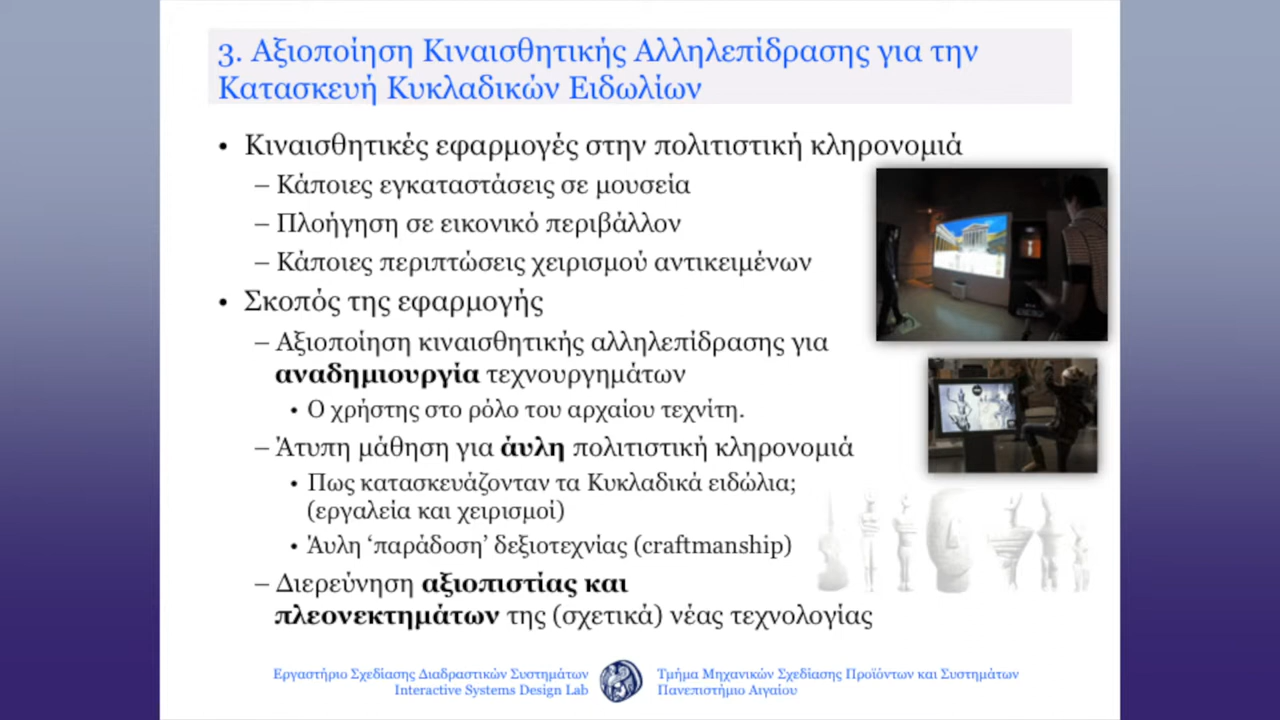 3. Αξιοποίηση Κιναισθητικής Αλληλεπίδρασης για την
Κατασκευή Κυκλαδικών Ειδωλίων
• Κιναισθητικές εφαρμογές στην πολιτιστική κληρονομιά
– Κάποιες εγκαταστάσεις σε μουσεία
– Πλοήγηση σε εικονικό περιβάλλον
– Κάποιες περιπτώσεις χειρισμού αντικειμένων
• Σκοπός της εφαρμογής
– Αξιοποίηση κιναισθητικής αλληλεπίδρασης για
αναδημιουργία τεχνουργημάτων
• Ο χρήστης στο ρόλο του αρχαίου τεχνίτη.
– Άτυπη μάθηση για άυλη πολιτιστική κληρονομιά
• Πως κατασκευάζονταν τα Κυκλαδικά ειδώλια;
(εργαλεία και χειρισμοί)
• Άυλη ‘παράδοση’ δεξιοτεχνίας (craftmanship)
– Διερεύνηση αξιοπιστίας και
πλεονεκτημάτων της (σχετικά) νέας τεχνολογίας
Εργαστήριο Σχεδίασης Διαδραστικών Συστημάτων
Interactive Systems Design Lab
Τμήμα Μηχανικών Σχεδίασης Προϊόντων και Συστημάτων
Πανεπιστήμιο Αιγαίου